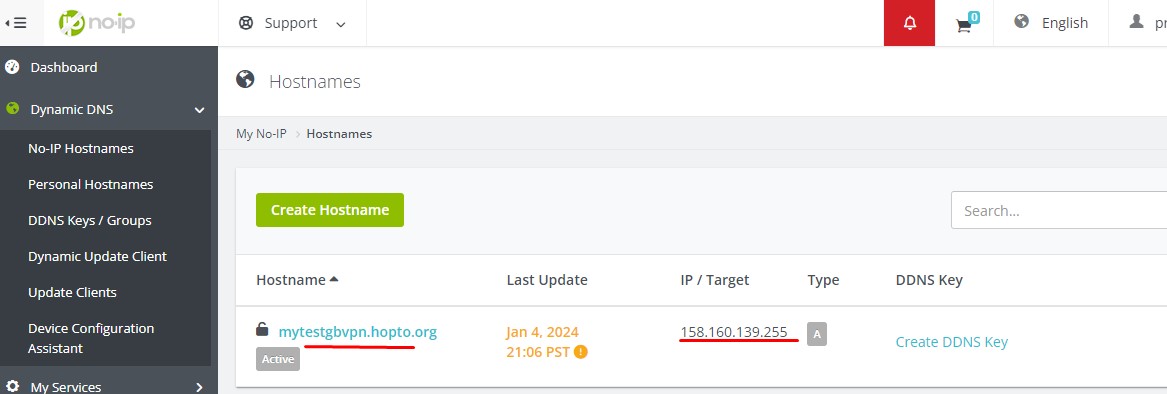 no·ip
Support
0
English
pr
Dashboard
Dynamic DNS
No-IP Hostnames
Personal Hostnames
DDNS Keys / Groups
Dynamic Update Client
Update Clients
Device Configuration
Assistant
My Services
Hostnames
My No-IP > Hostnames
Create Hostname
Search...
Hostname Last Update IP / Target Type DDNS Key
mytestgbvpn.hopto.org Jan 4, 2024 158.160.139.255 A
21:06 PST Create DDNS Key
Active